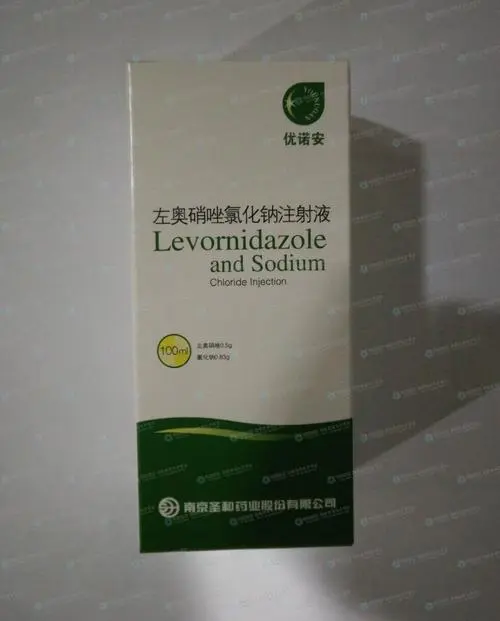 优诺安
左奥硝唑氯化钠注射液
Levornidazole
and Sodium
Chloride Injection
100ml
左奥硝唑0.5g
氯化钠0.83g
南京圣和药业股份有限公司